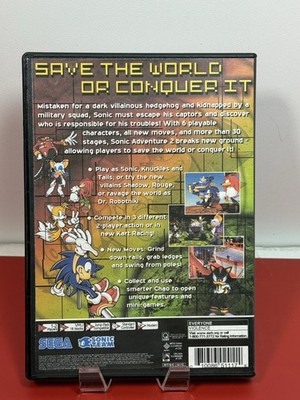 SAVE THE WORLD
OR CONQUER IT
Mistaken for a dark villainous hedgehog and kidnapped by a
military squad, Sonic must escape his captors and discover
who is responsible for his troubles! With 6 playable
characters, all new moves, and more than 30
stages, Sonic Adventure 2 breaks new ground -
allowing players to save the world or conquer it!
Play as Sonic, Knuckles
and Tails; or try the new
villains Shadow, Rouge,
or ravage the world as
Dr. Robotnik!
Compete in 3 different
2-player action or in
new Kart Racing!
New Moves: Grind
down rails, grab ledges
and swing from poles!
Collect and use
smarter Chao to open
unique features and
mini-games.
SEGA
SONIC
TEAM
EVERYONE
VIOLENCE